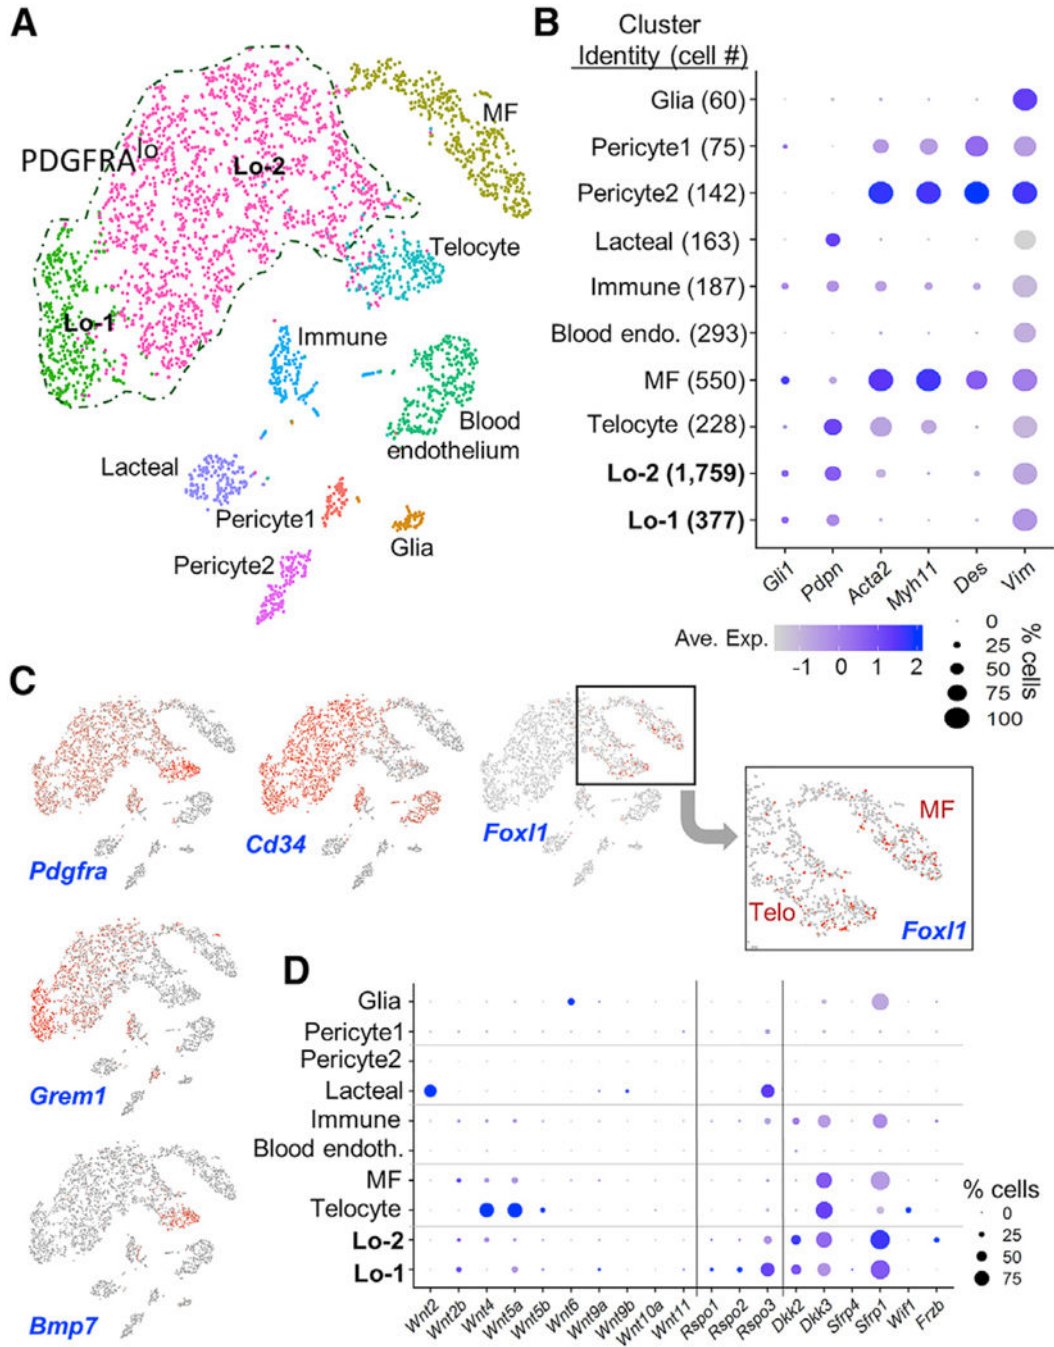 A
PDGFRAlo
Lo-2
MF
Telocyte
Lo-1
Immune
Blood
endothelium
Lacteal
Pericyte1
Glia
Pericyte2
B
Cluster
Identity (cell #)
Glia (60)
Pericyte1 (75)
Pericyte2 (142)
Lacteal (163)
Immune (187)
Blood endo. (293)
MF (550)
Telocyte (228)
Lo-2 (1,759)
Lo-1 (377)
Gli1 Pdpn Acta2 Myh11 Des Vim
Ave. Exp.
-1 0 1 2
0
25
50
75
100
% cells
C
Pdgfra
Cd34
Foxl1
MF
Telo
Foxl1
Grem1
Bmp7
D
Glia
Pericyte1
Pericyte2
Lacteal
Immune
Blood endoth.
MF
Telocyte
Lo-2
Lo-1
Wnt2 Wnt2b Wnt4 Wnt5a Wnt5b Wnt6 Wnt9a Wnt9b Wnt10a Wnt11 Rspo1 Rspo2 Rspo3 Dkk2 Dkk3 Sfrp4 Sfrp1 Wif1 Frzb
% cells
0
25
50
75